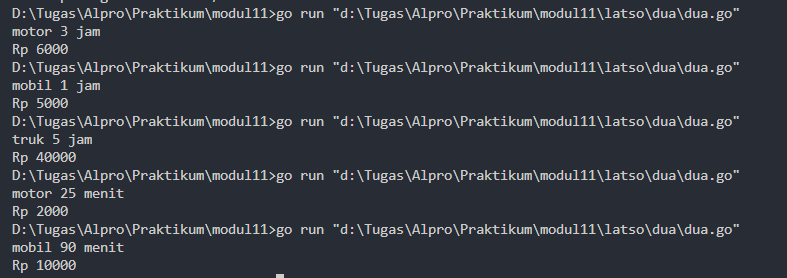 D:\Tugas\Alpro\Praktikum\modul11>go run "d:\Tugas\Alpro\Praktikum\modul11\latso\dua\dua.go"
motor 3 jam
Rp 6000
D:\Tugas\Alpro\Praktikum\modul11>go run "d:\Tugas\Alpro\Praktikum\modul11\latso\dua\dua.go"
mobil 1 jam
Rp 5000
D:\Tugas\Alpro\Praktikum\modul11>go run "d:\Tugas\Alpro\Praktikum\modul11\latso\dua\dua.go"
truk 5 jam
Rp 40000
D:\Tugas\Alpro\Praktikum\modul11>go run "d:\Tugas\Alpro\Praktikum\modul11\latso\dua\dua.go"
motor 25 menit
Rp 2000
D:\Tugas\Alpro\Praktikum\modul11>go run "d:\Tugas\Alpro\Praktikum\modul11\latso\dua\dua.go"
mobil 90 menit
Rp 10000